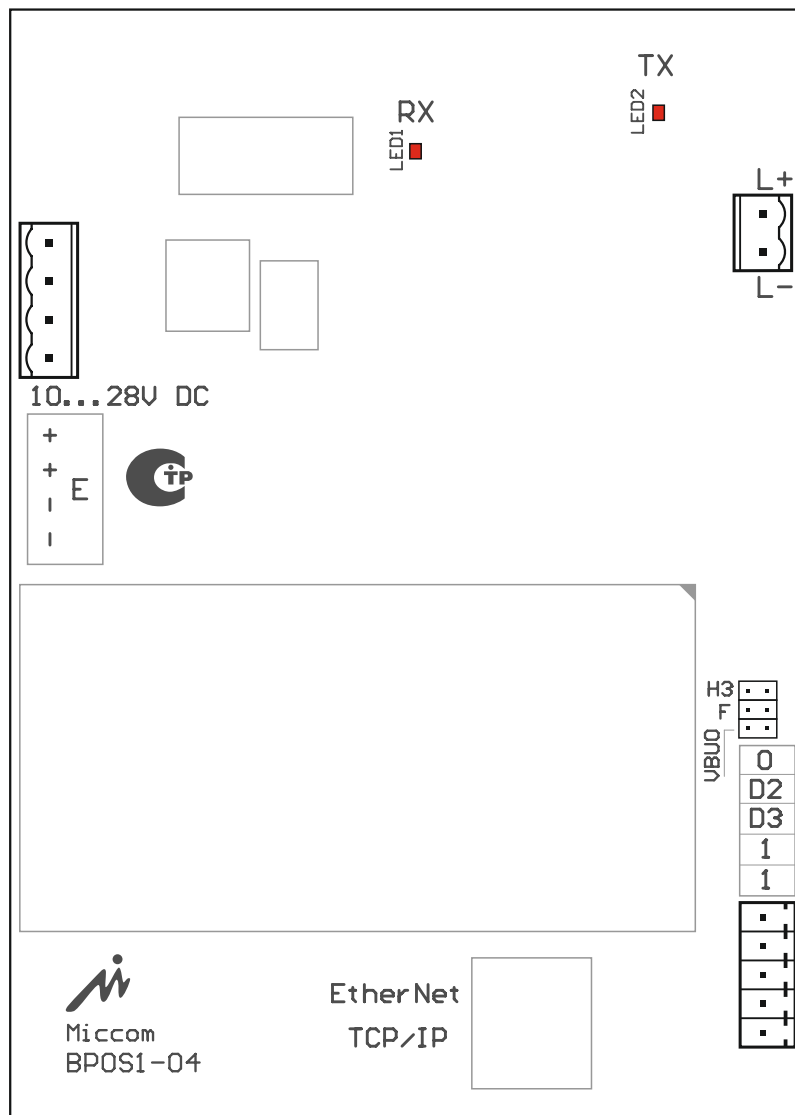 TX
LED2
RX
LED1
L+
L-
10...28V DC
+
+
E
-
-
TP
H3
F
VBUO
0
D2
D3
1
1
EtherNet
TCP/IP
Miccom
BPOS1-04